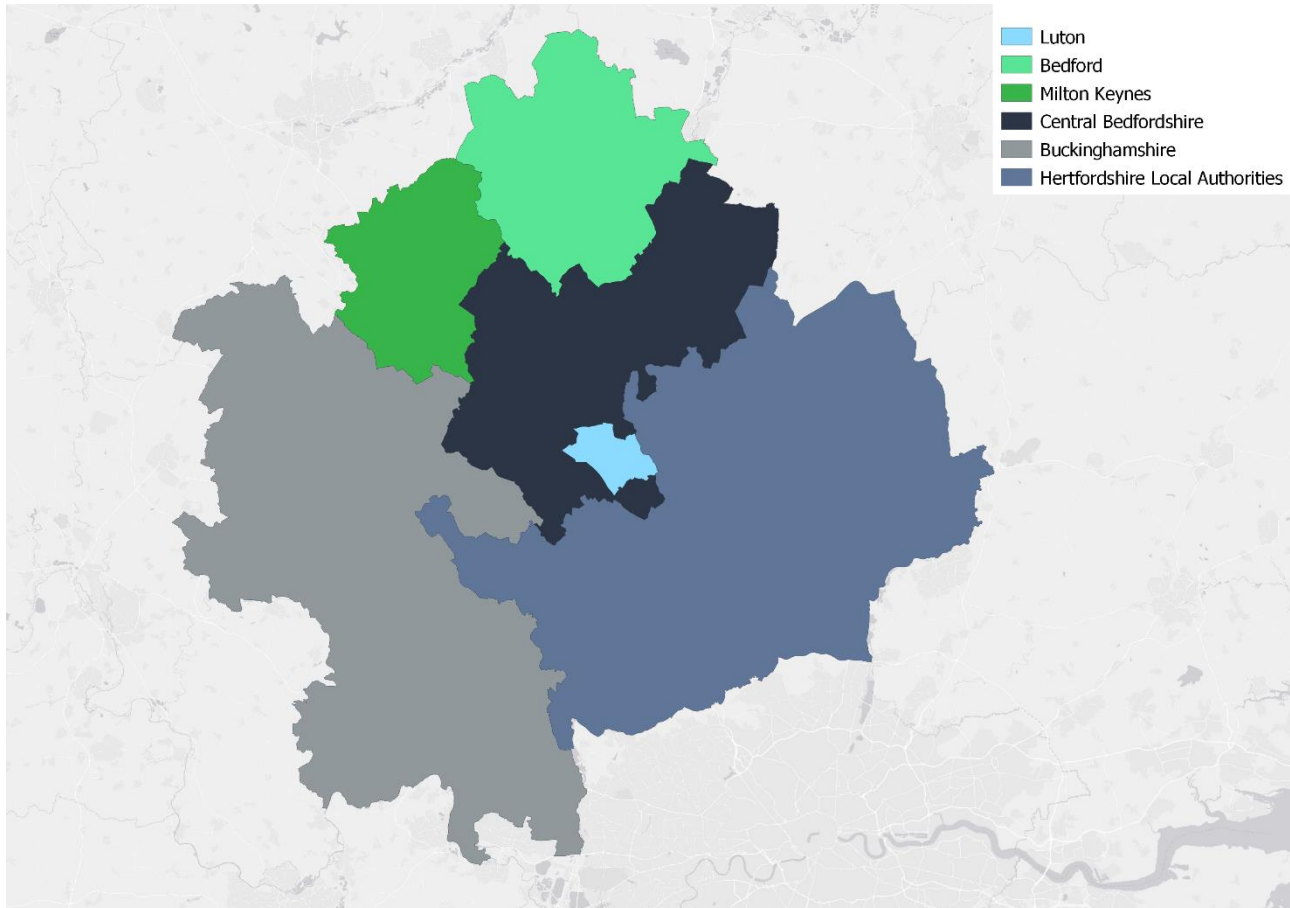 Luton
Bedford
Milton Keynes
Central Bedfordshire
Buckinghamshire
Hertfordshire Local Authorities